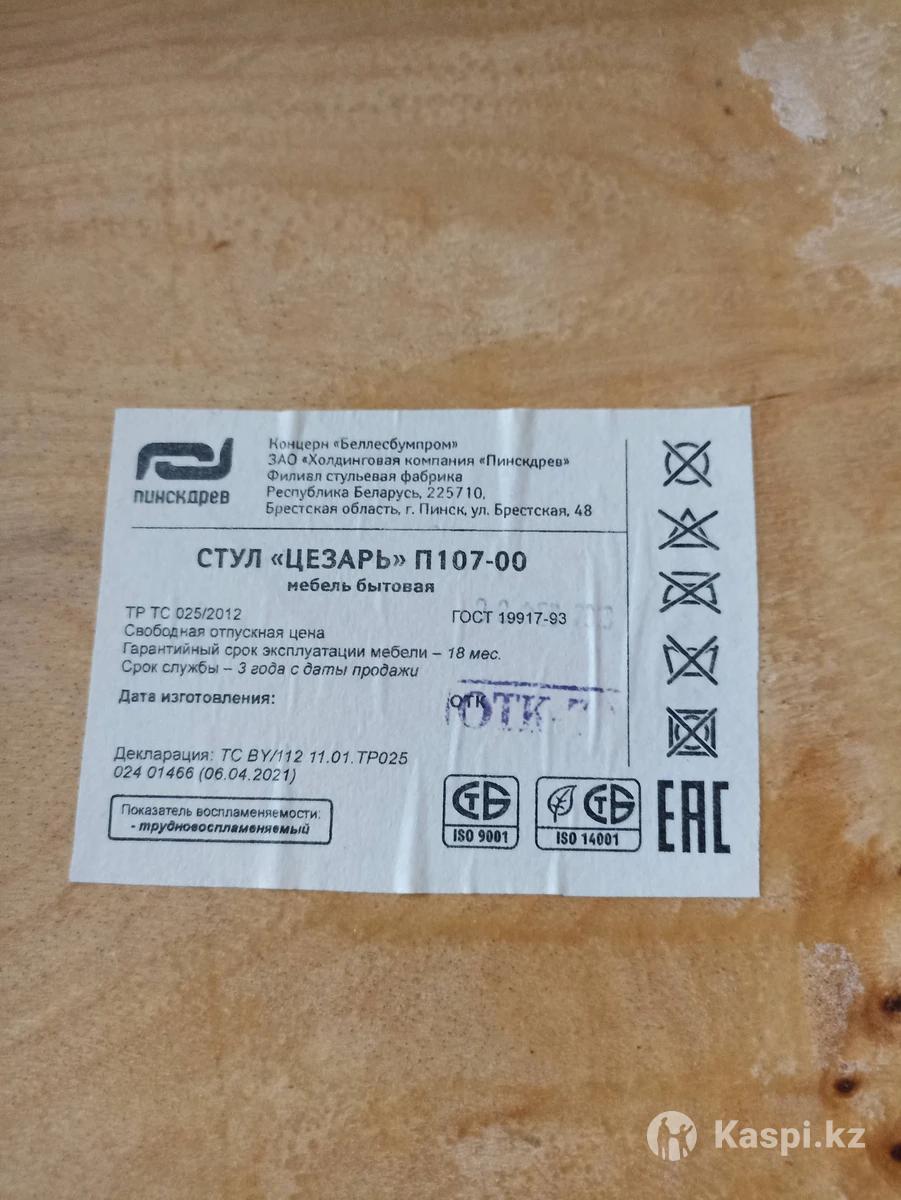 ПИНСКДРЕВ
Концерн «Беллесбумпром»
ЗАО «Холдинговая компания «Пинскдрев»
Филиал стульевая фабрика
Республика Беларусь, 225710,
Брестская область, г. Пинск, ул. Брестская, 48
СТУЛ «ЦЕЗАРЬ» П107-00
мебель бытовая
ТР ТС 025/2012
ГОСТ 19917-93
Свободная отпускная цена
Гарантийный срок эксплуатации мебели – 18 мес.
Срок службы – 3 года с даты продажи
Дата изготовления:
ОТК
ОТК
Декларация: ТС BY/112 11.01. ТР025
024 01466 (06.04.2021)
Показатель воспламеняемости:
- трудновоспламеняемый
СТБ
ISO 9001
СТБ
ISO 14001
EAC
Kaspi.kz